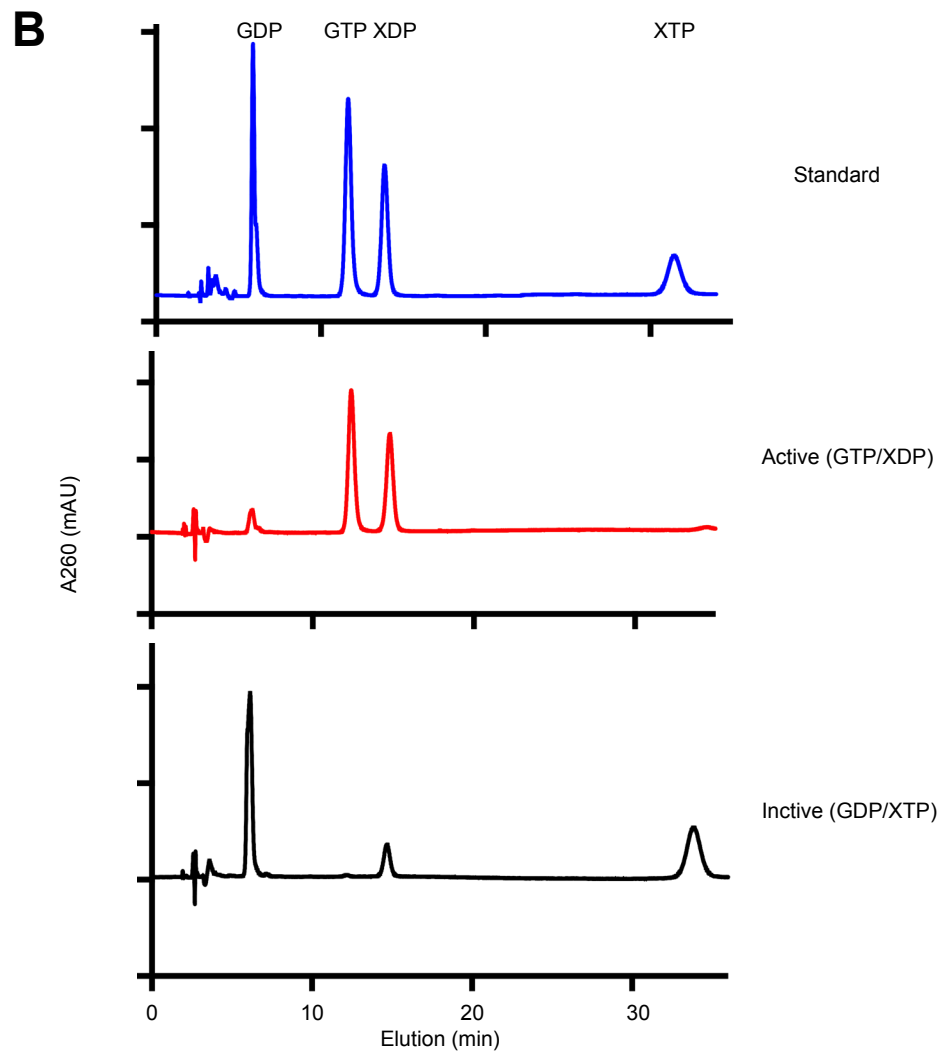 B
GDP GTP XDP XTP
Standard
Active (GTP/XDP)
A260 (mAU)
Inctive (GDP/XTP)
0 10 20 30
Elution (min)